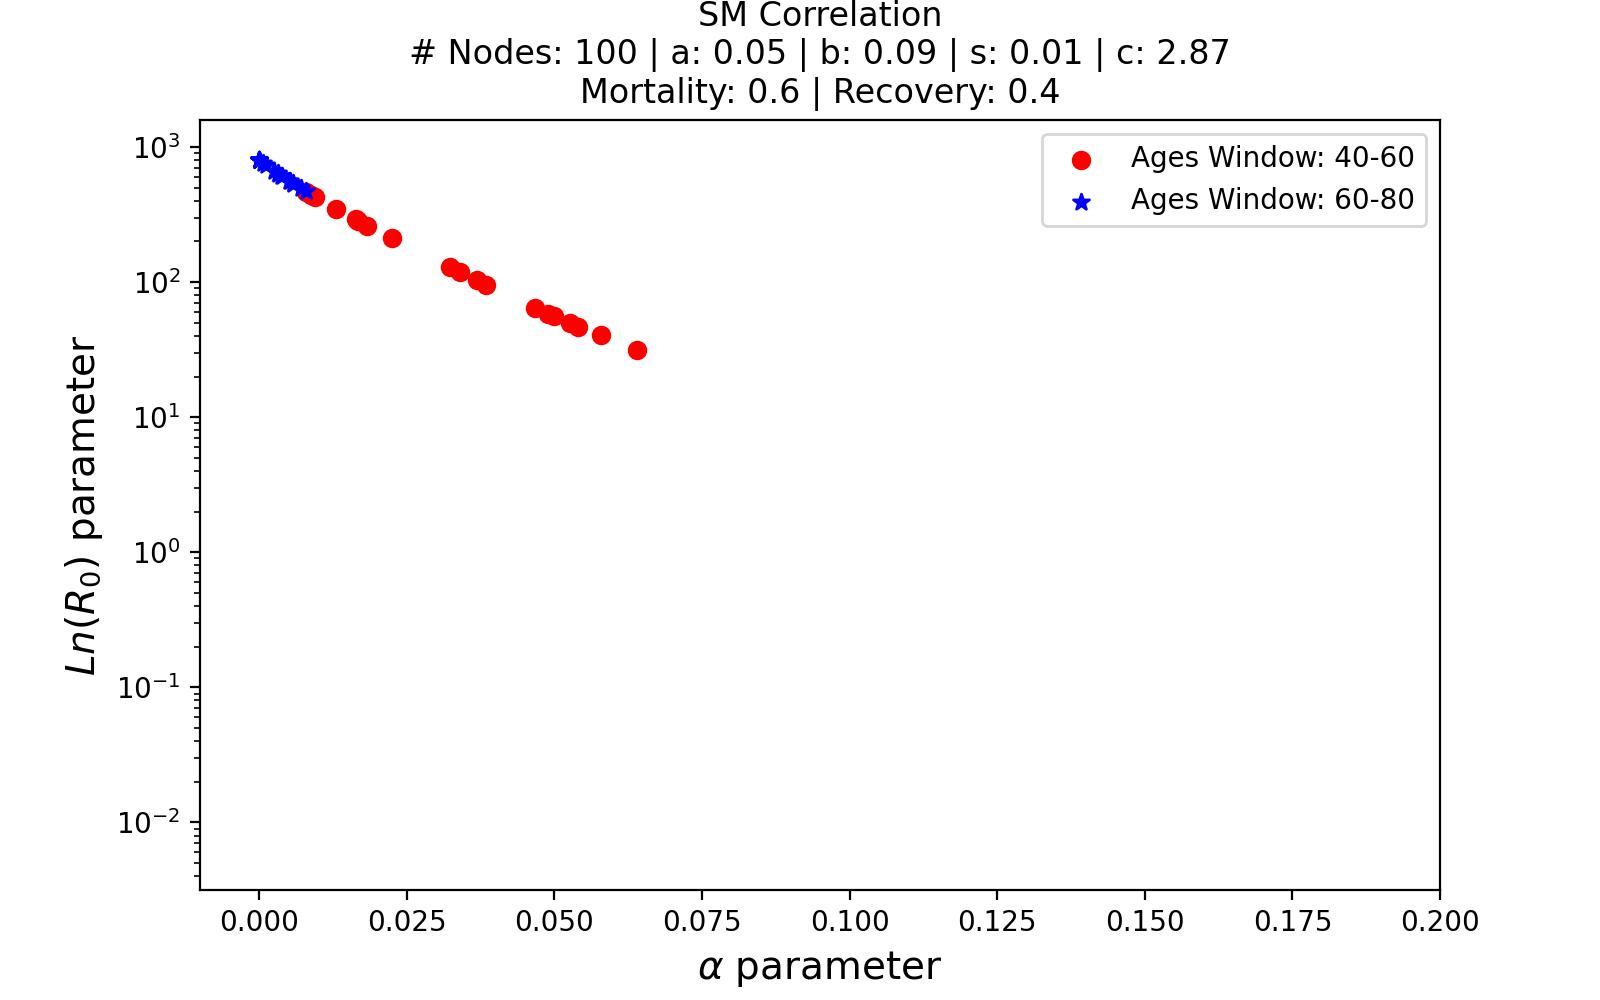 SM Correlation
# Nodes: 100 | a: 0.05 | b: 0.09 | s: 0.01 | c: 2.87
Mortality: 0.6 | Recovery: 0.4
Ages Window: 40-60
Ages Window: 60-80
10³
10²
10¹
10⁰
10⁻¹
10⁻²
Ln(R₀) parameter
0.000 0.025 0.050 0.075 0.100 0.125 0.150 0.175 0.200
α parameter